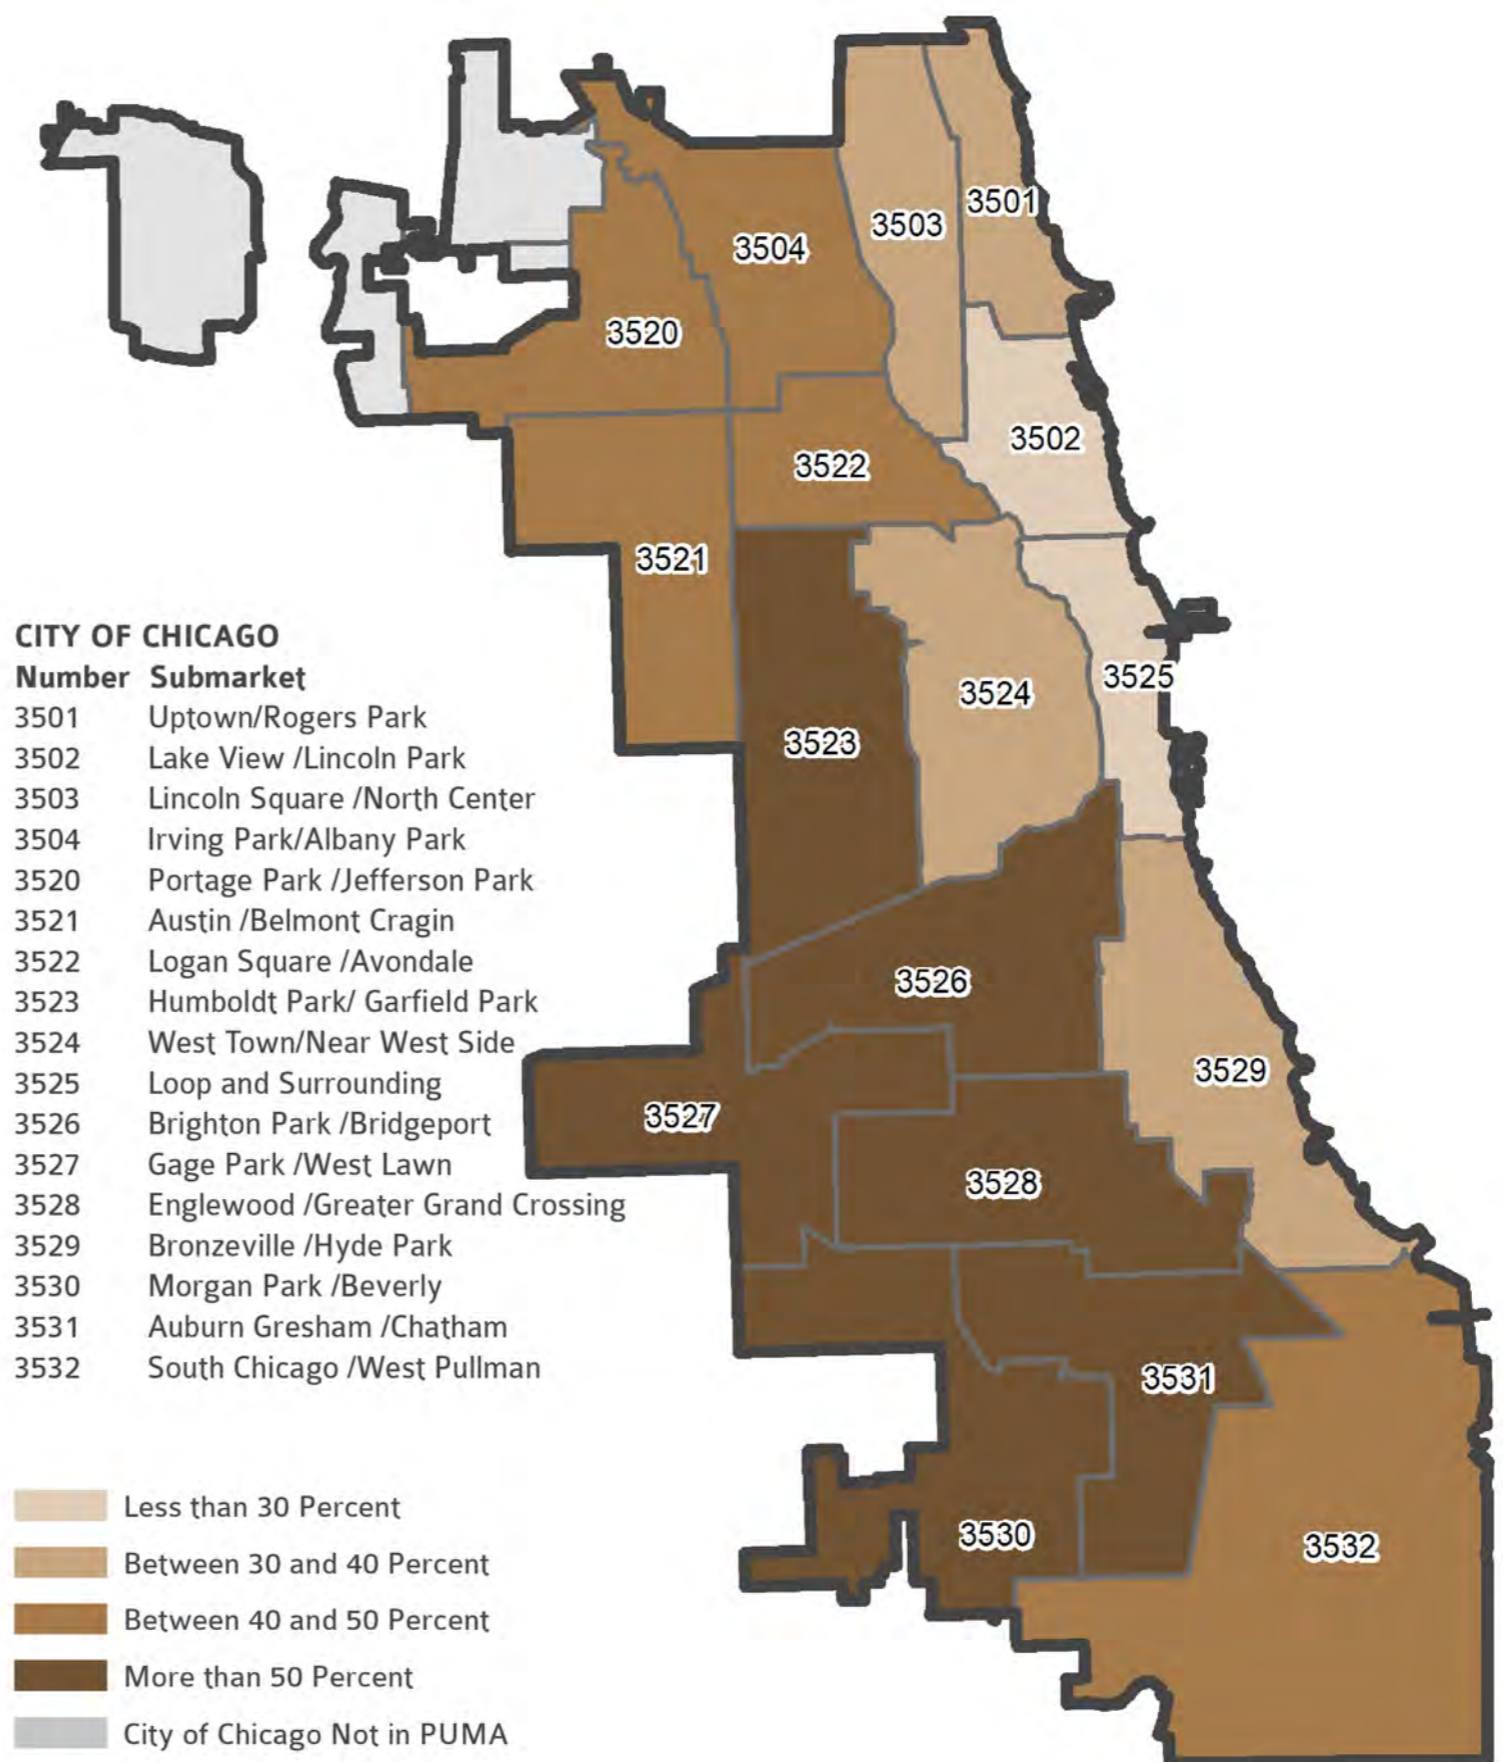 3501
3503
3504
3520
3502
3522
3521
3525
3524
3523
3526
3529
3527
3528
3531
3530
3532
CITY OF CHICAGO
Number Submarket
3501 Uptown/Rogers Park
3502 Lake View /Lincoln Park
3503 Lincoln Square /North Center
3504 Irving Park/Albany Park
3520 Portage Park /Jefferson Park
3521 Austin /Belmont Cragin
3522 Logan Square /Avondale
3523 Humboldt Park/ Garfield Park
3524 West Town/Near West Side
3525 Loop and Surrounding
3526 Brighton Park /Bridgeport
3527 Gage Park /West Lawn
3528 Englewood /Greater Grand Crossing
3529 Bronzeville /Hyde Park
3530 Morgan Park /Beverly
3531 Auburn Gresham /Chatham
3532 South Chicago /West Pullman
Less than 30 Percent
Between 30 and 40 Percent
Between 40 and 50 Percent
More than 50 Percent
City of Chicago Not in PUMA